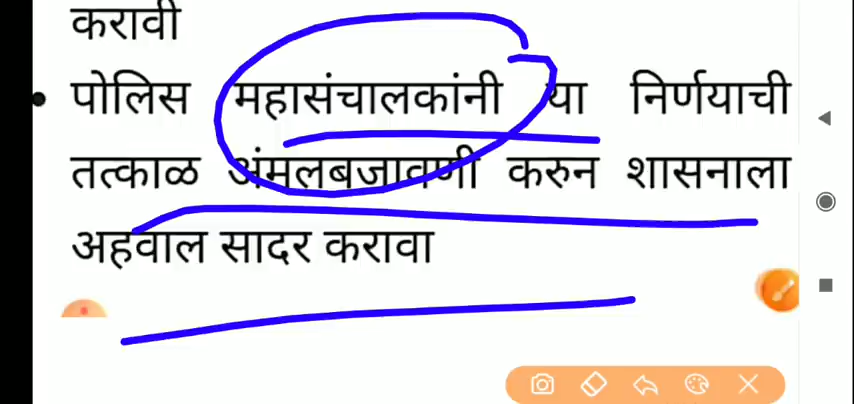 करावी
• पोलिस महासंचालकांनी या निर्णयाची
तत्काळ अंमलबजावणी करुन शासनाला
अहवाल सादर करावा